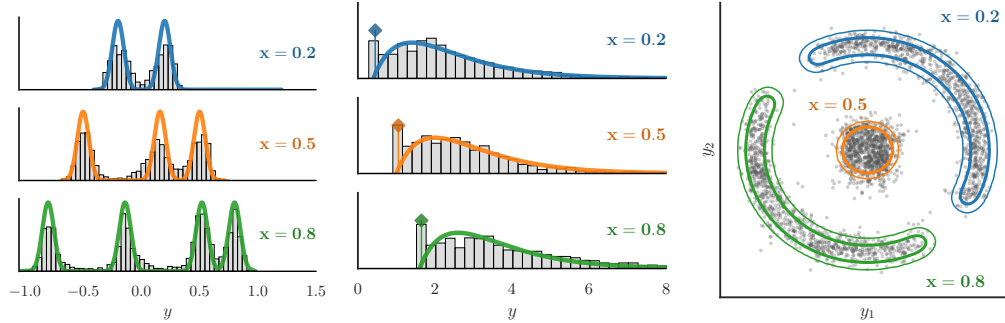 x = 0.2
x = 0.5
x = 0.8
−1.0 −0.5 0.0 0.5 1.0 1.5
y
x = 0.2
x = 0.5
x = 0.8
0 2 4 6 8
y
x = 0.2
x = 0.5
x = 0.8
y₂
y₁